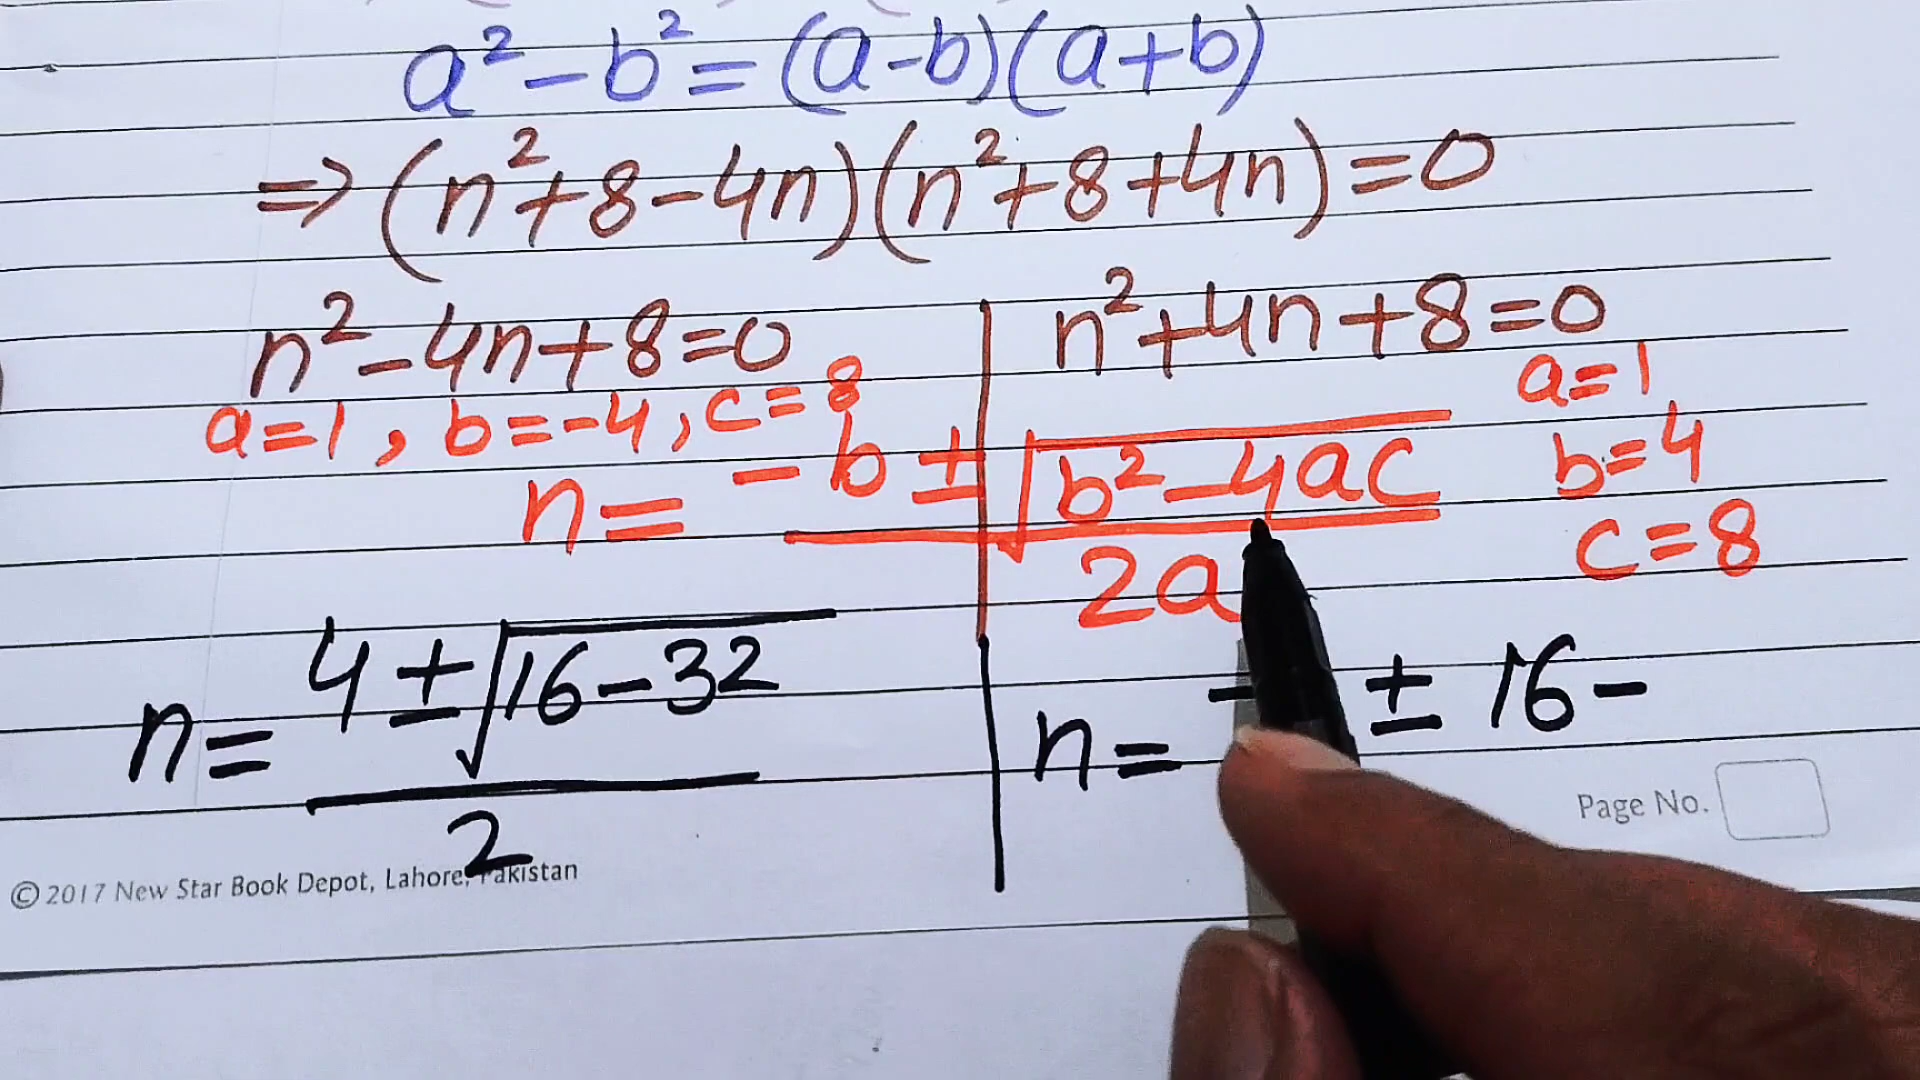 a² - b² = (a-b)(a+b)
⇒ (n²+8-4n)(n²+8+4n)=0
n²-4n+8=0
a=1, b=-4, c=8
n²+4n+8=0
a=1
b=4
c=8
n= -b ± √(b²-4ac) / 2a
n= 4±√(16-32) / 2
n= - ± 16 -
Page No.
© 2017 New Star Book Depot, Lahore, Pakistan